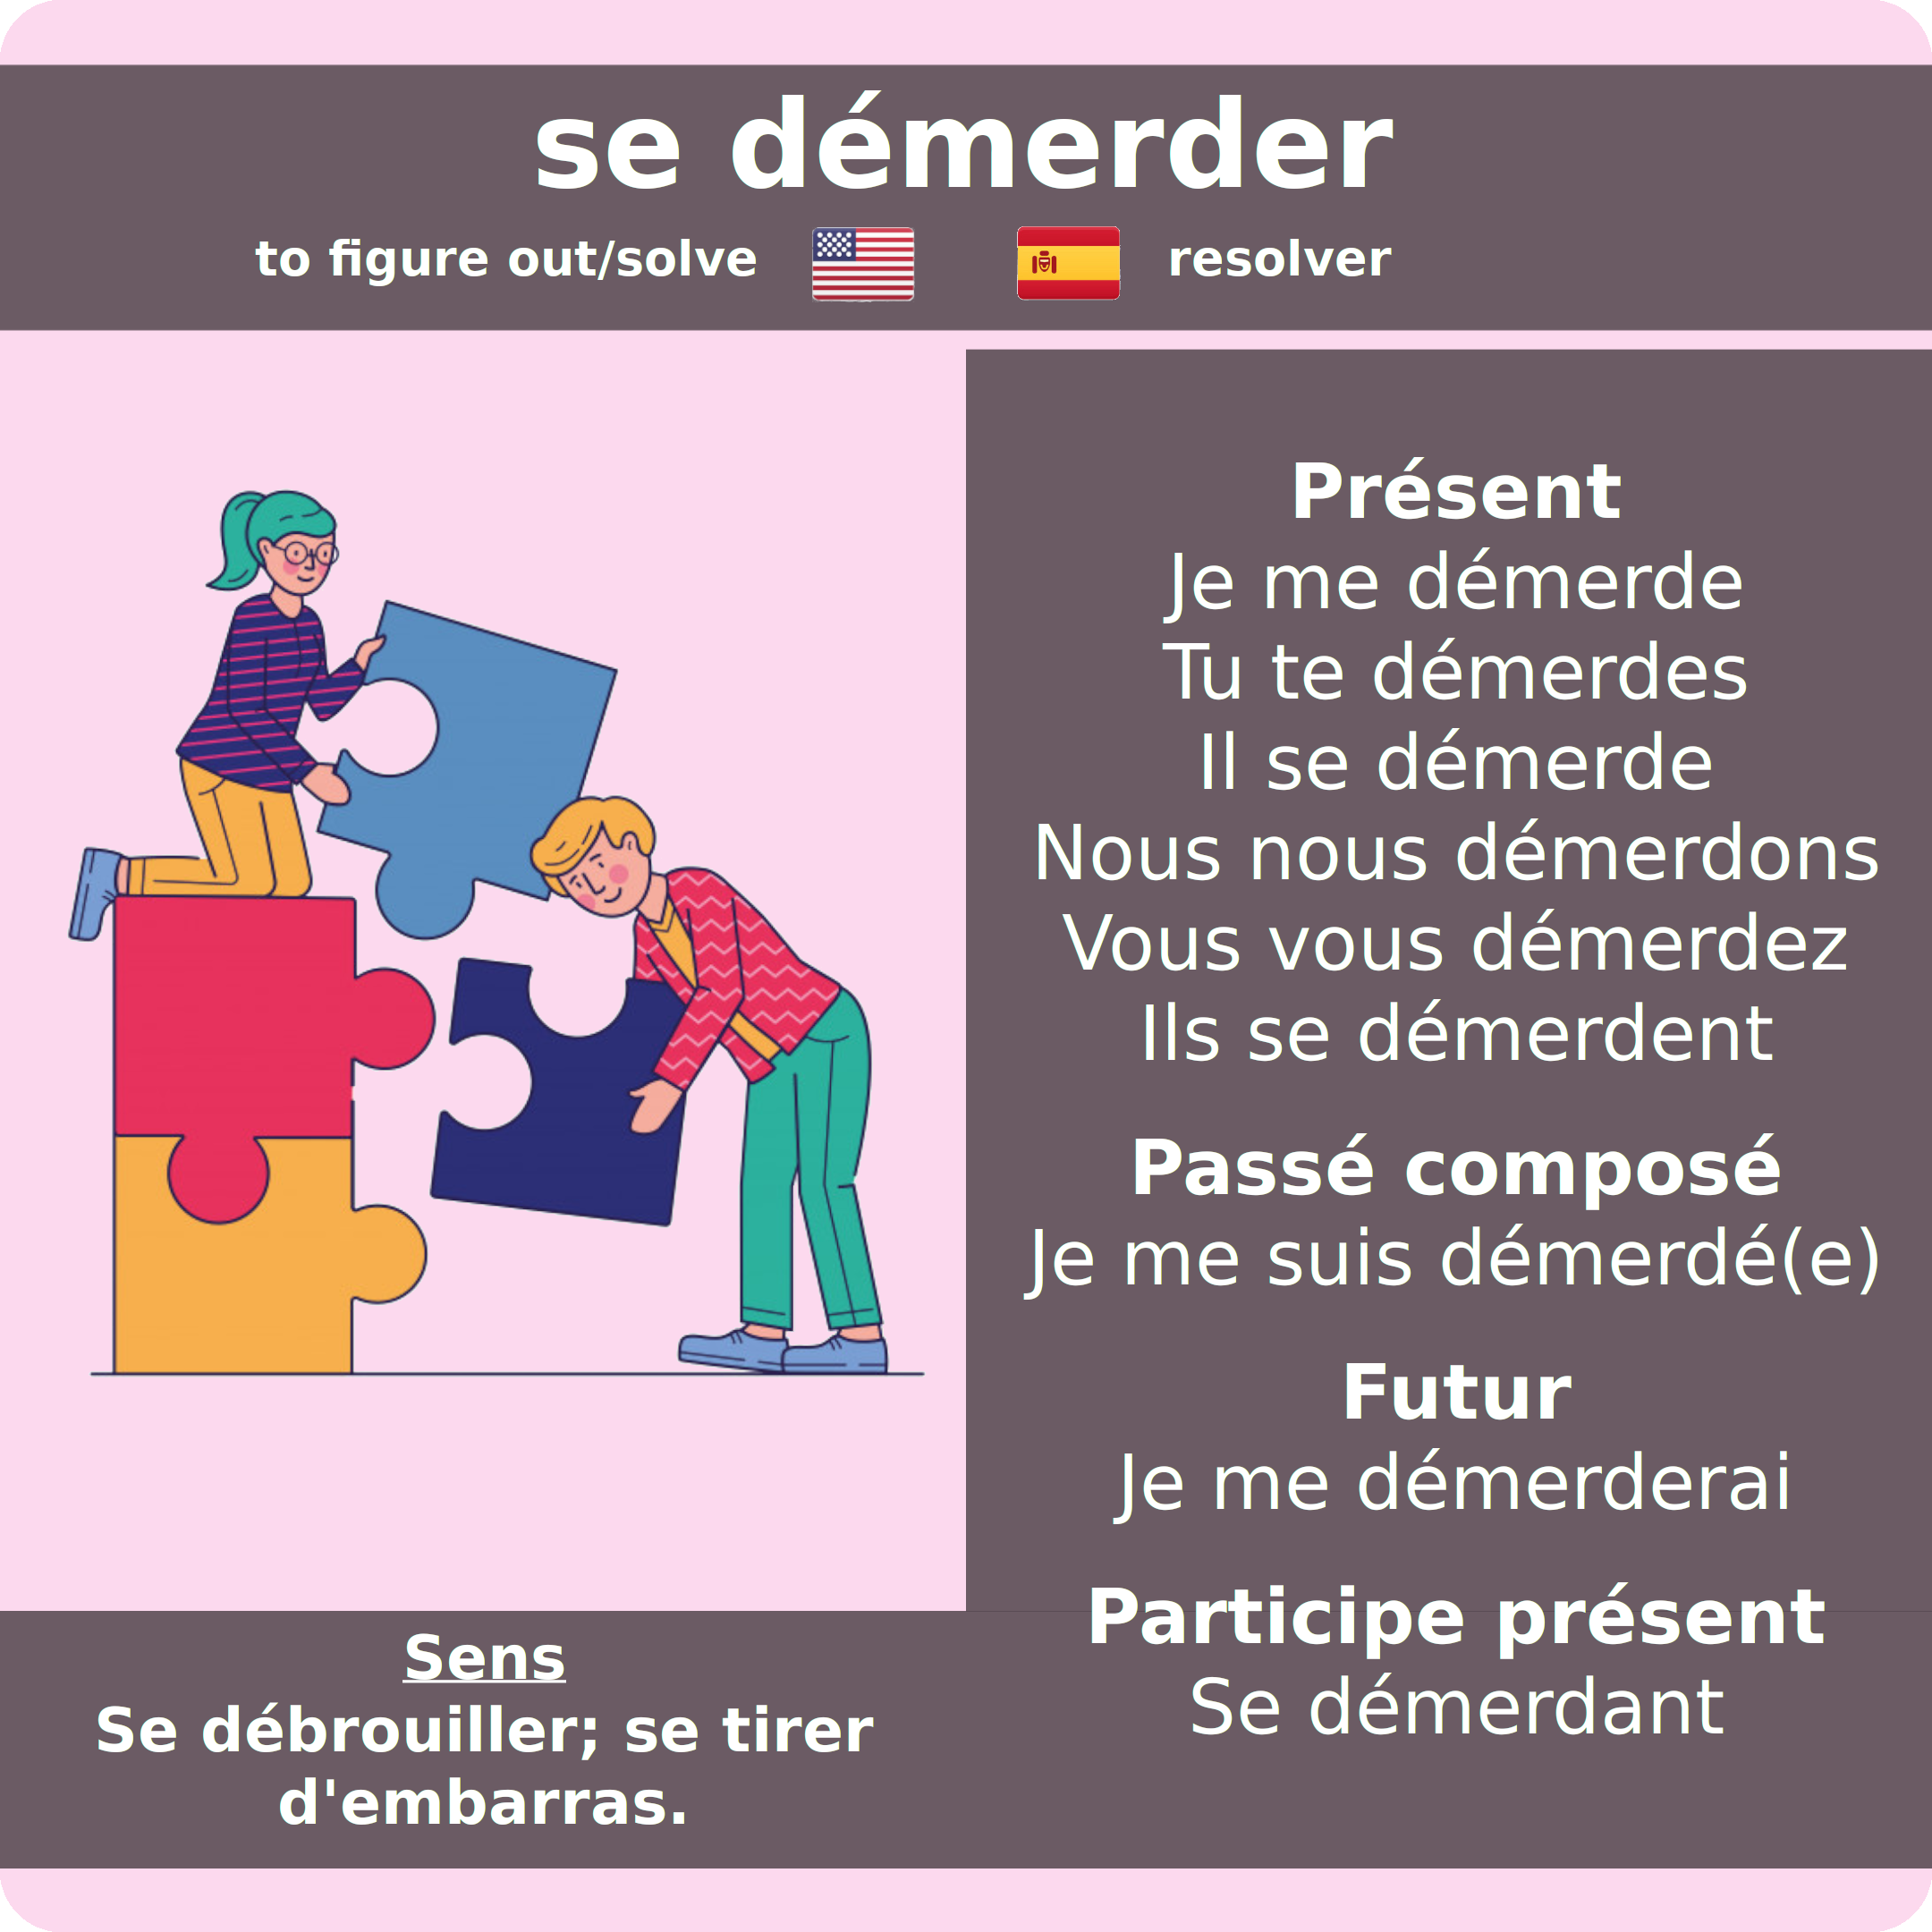 se démerder
to figure out/solve
resolver
Présent
Je me démerde
Tu te démerdes
Il se démerde
Nous nous démerdons
Vous vous démerdez
Ils se démerdent
Passé composé
Je me suis démerdé(e)
Futur
Je me démerderai
Participe présent
Se démerdant
Sens
Se débrouiller; se tirer
d'embarras.